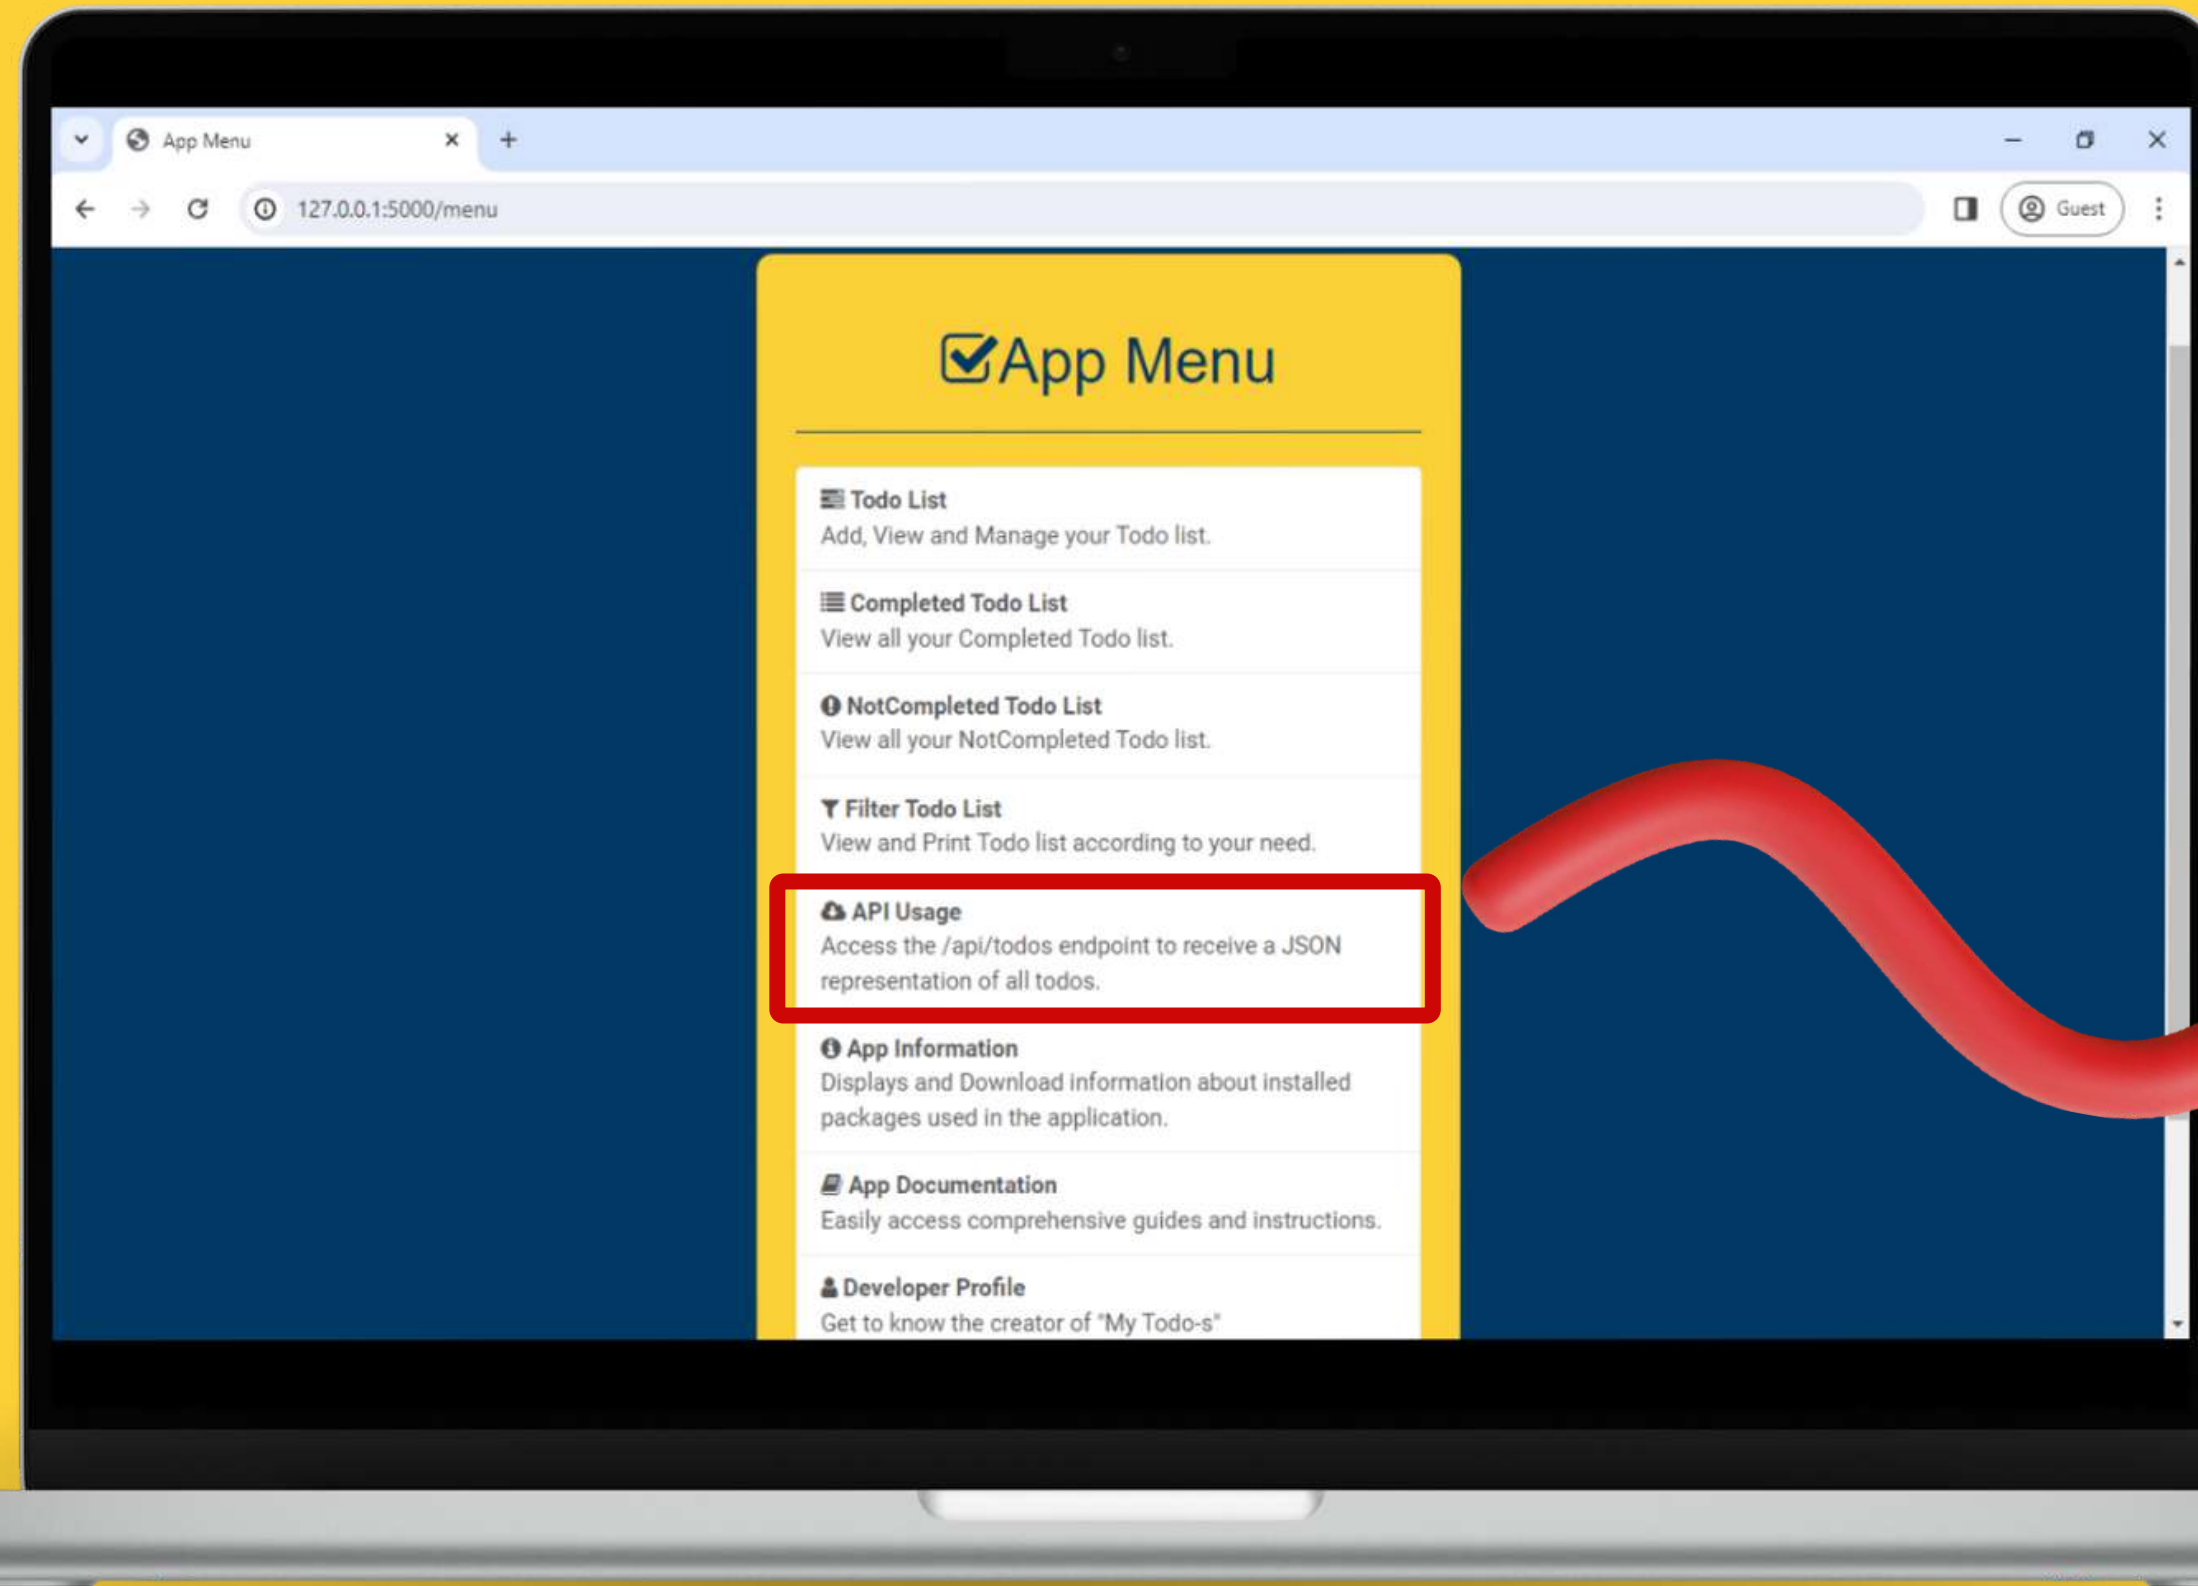 App Menu
127.0.0.1:5000/menu
Guest
App Menu
Todo List
Add, View and Manage your Todo list.
Completed Todo List
View all your Completed Todo list.
NotCompleted Todo List
View all your NotCompleted Todo list.
Filter Todo List
View and Print Todo list according to your need.
API Usage
Access the /api/todos endpoint to receive a JSON
representation of all todos.
App Information
Displays and Download information about installed
packages used in the application.
App Documentation
Easily access comprehensive guides and instructions.
Developer Profile
Get to know the creator of "My Todo-s"